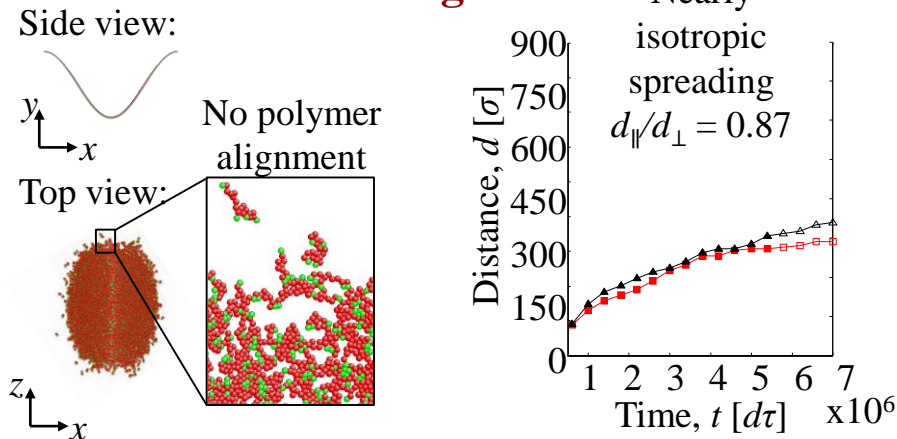 Side view:
y
x
No polymer
alignment
Top view:
z
x
isotropic
spreading
d∥/d⊥ = 0.87
Distance, d [σ]
900
750
600
450
300
150
0
1 2 3 4 5 6 7
Time, t [dτ]
x10⁶